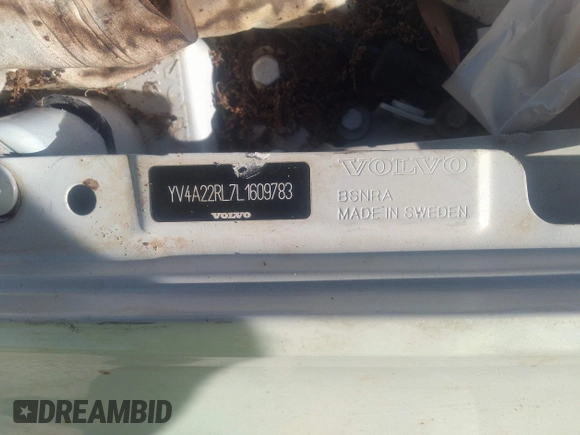 YV4A22RL7L1609783
VOLVO
VOLVO
BSNRA
MADE IN SWEDEN
DREAMBID